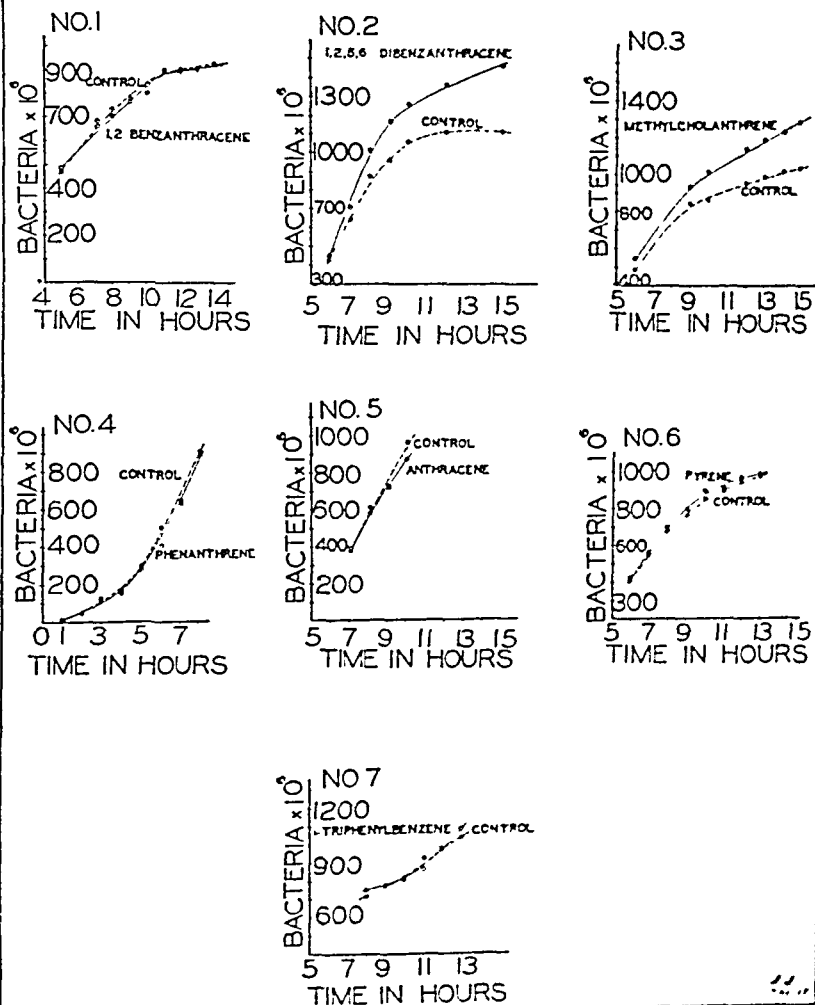 NO.1
BACTERIA × 10⁶
900
700
400
200
CONTROL
1,2 BENZANTHRACENE
4 6 8 10 12 14
TIME IN HOURS
NO.2
BACTERIA × 10⁶
1,2,5,6 DIBENZANTHRACENE
1300
1000
700
300
CONTROL
5 7 9 11 13 15
TIME IN HOURS
NO.3
BACTERIA × 10⁶
1400
METHYLCHOLANTHRENE
1000
800
400
CONTROL
5 7 9 11 13 15
TIME IN HOURS
NO.4
BACTERIA × 10⁶
800
600
400
200
CONTROL
PHENANTHRENE
0 1 3 5 7
TIME IN HOURS
NO.5
BACTERIA × 10⁶
1000
800
600
400
200
CONTROL
ANTHRACENE
5 7 9 11 13 15
TIME IN HOURS
NO.6
BACTERIA × 10⁶
1000
800
600
300
PYRENE
CONTROL
5 7 9 11 13 15
TIME IN HOURS
NO 7
BACTERIA × 10⁶
1200
900
600
-TRIPHENYLBENZENE
CONTROL
5 7 9 11 13
TIME IN HOURS